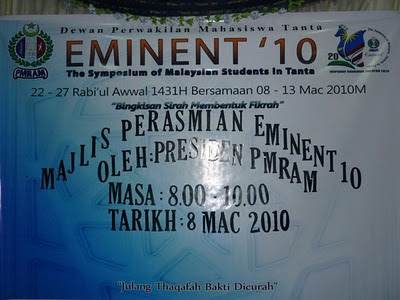 Dewan Perwakilan Mahasiswa Tanta
EMINENT '10
PMRAM
The Symposium of Malaysian Students in Tanta
22 - 27 Rabi'ul Awwal 1431H Bersamaan 08 - 13 Mac 2010M
"Bingkisan Sirah Membentuk Fikrah"
MAJLIS PERASMIAN EMINENT 10
OLEH:PRESIDEN PMRAM
MASA: 8.00-10.00
TARIKH: 8 MAC 2010
"Julang Thaqafah Bakti Dicurah"